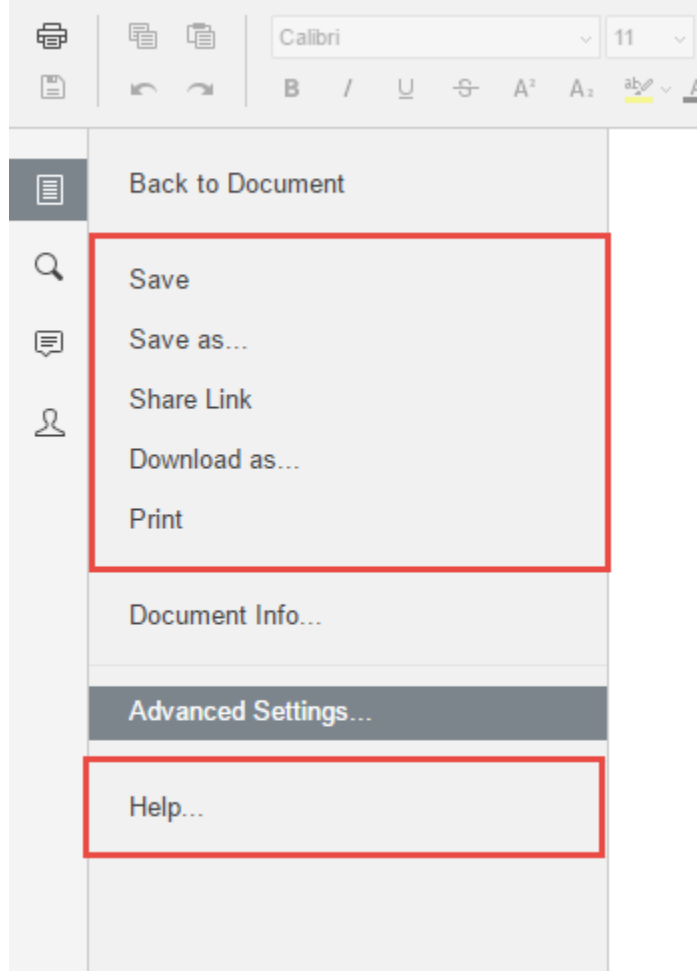 Calibri 11
B I U S A² A₂ ab A
Back to Document
Save
Save as...
Share Link
Download as...
Print
Document Info...
Advanced Settings...
Help...